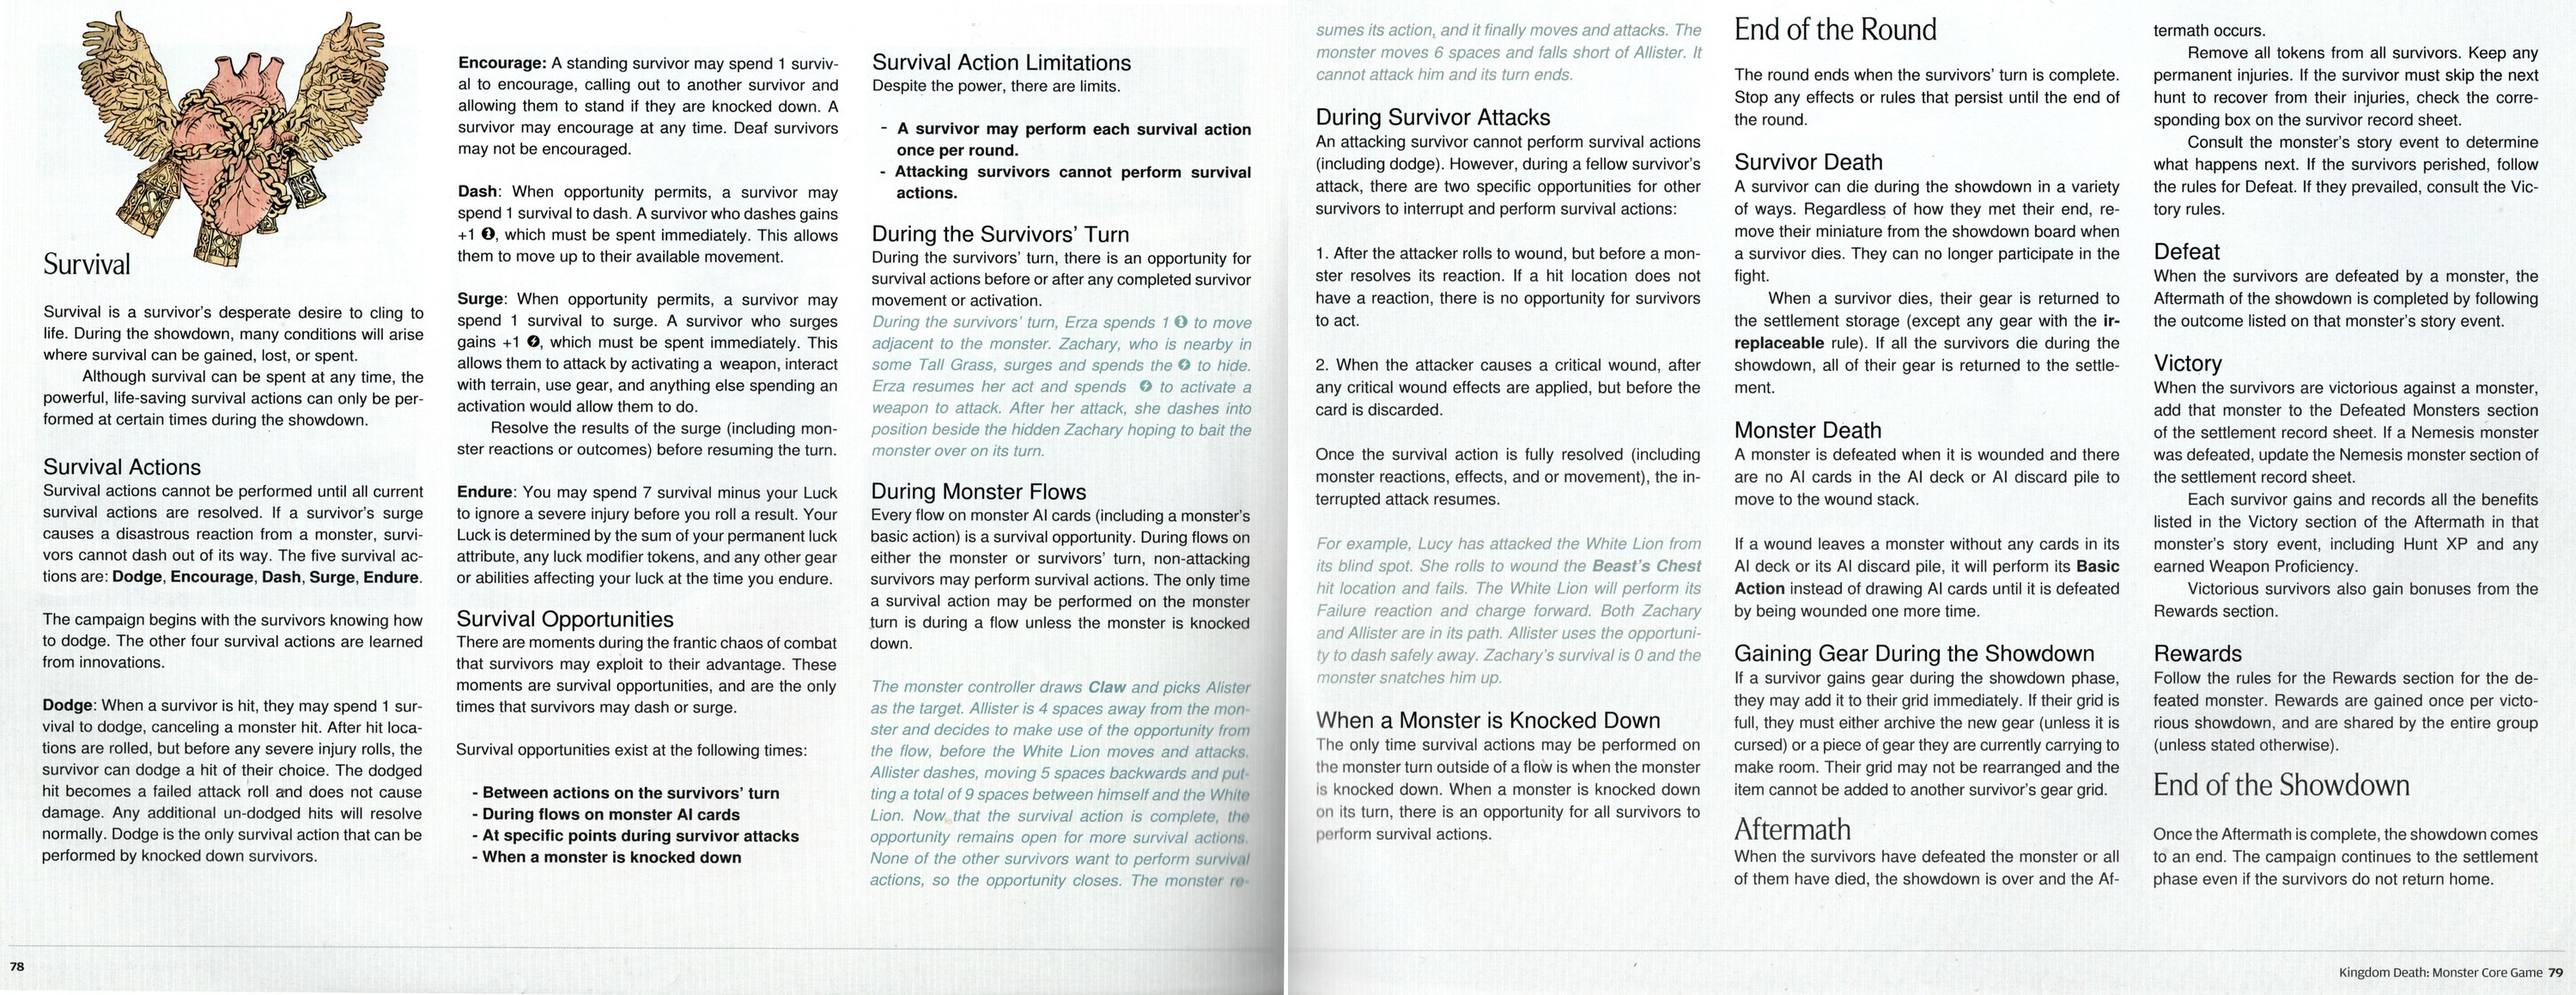 Survival
Survival is a survivor's desperate desire to cling to
life. During the showdown, many conditions will arise
where survival can be gained, lost, or spent.
Although survival can be spent at any time, the
powerful, life-saving survival actions can only be per-
formed at certain times during the showdown.
Survival Actions
Survival actions cannot be performed until all current
survival actions are resolved. If a survivor's surge
causes a disastrous reaction from a monster, survi-
vors cannot dash out of its way. The five survival ac-
tions are: Dodge, Encourage, Dash, Surge, Endure.
The campaign begins with the survivors knowing how
to dodge. The other four survival actions are learned
from innovations.
Dodge: When a survivor is hit, they may spend 1 sur-
vival to dodge, canceling a monster hit. After hit loca-
tions are rolled, but before any severe injury rolls, the
survivor can dodge a hit of their choice. The dodged
hit becomes a failed attack roll and does not cause
damage. Any additional un-dodged hits will resolve
normally. Dodge is the only survival action that can be
performed by knocked down survivors.
Encourage: A standing survivor may spend 1 surviv-
al to encourage, calling out to another survivor and
allowing them to stand if they are knocked down. A
survivor may encourage at any time. Deaf survivors
may not be encouraged.
Dash: When opportunity permits, a survivor may
spend 1 survival to dash. A survivor who dashes gains
+1 , which must be spent immediately. This allows
them to move up to their available movement.
Surge: When opportunity permits, a survivor may
spend 1 survival to surge. A survivor who surges
gains +1 , which must be spent immediately. This
allows them to attack by activating a weapon, interact
with terrain, use gear, and anything else spending an
activation would allow them to do.
Resolve the results of the surge (including mon-
ster reactions or outcomes) before resuming the turn.
Endure: You may spend 7 survival minus your Luck
to ignore a severe injury before you roll a result. Your
Luck is determined by the sum of your permanent luck
attribute, any luck modifier tokens, and any other gear
or abilities affecting your luck at the time you endure.
Survival Opportunities
There are moments during the frantic chaos of combat
that survivors may exploit to their advantage. These
moments are survival opportunities, and are the only
times that survivors may dash or surge.
Survival opportunities exist at the following times:
- Between actions on the survivors' turn
- During flows on monster AI cards
- At specific points during survivor attacks
- When a monster is knocked down
Survival Action Limitations
Despite the power, there are limits.
- A survivor may perform each survival action
once per round.
- Attacking survivors cannot perform survival
actions.
During the Survivors' Turn
During the survivors' turn, there is an opportunity for
survival actions before or after any completed survivor
movement or activation.
During the survivors' turn, Erza spends 1 to move
adjacent to the monster. Zachary, who is nearby in
some Tall Grass, surges and spends the to hide.
Erza resumes her act and spends to activate a
weapon to attack. After her attack, she dashes into
position beside the hidden Zachary hoping to bait the
monster over on its turn.
During Monster Flows
Every flow on monster AI cards (including a monster's
basic action) is a survival opportunity. During flows on
either the monster or survivors' turn, non-attacking
survivors may perform survival actions. The only time
a survival action may be performed on the monster
turn is during a flow unless the monster is knocked
down.
The monster controller draws Claw and picks Alister
as the target. Allister is 4 spaces away from the mon-
ster and decides to make use of the opportunity from
the flow, before the White Lion moves and attacks.
Allister dashes, moving 5 spaces backwards and put-
ting a total of 9 spaces between himself and the White
Lion. Now that the survival action is complete, the
opportunity remains open for more survival actions.
None of the other survivors want to perform survival
actions, so the opportunity closes. The monster re-
78
sumes its action, and it finally moves and attacks. The
monster moves 6 spaces and falls short of Allister. It
cannot attack him and its turn ends.
During Survivor Attacks
An attacking survivor cannot perform survival actions
(including dodge). However, during a fellow survivor's
attack, there are two specific opportunities for other
survivors to interrupt and perform survival actions:
1. After the attacker rolls to wound, but before a mon-
ster resolves its reaction. If a hit location does not
have a reaction, there is no opportunity for survivors
to act.
2. When the attacker causes a critical wound, after
any critical wound effects are applied, but before the
card is discarded.
Once the survival action is fully resolved (including
monster reactions, effects, and or movement), the in-
terrupted attack resumes.
For example, Lucy has attacked the White Lion from
its blind spot. She rolls to wound the Beast's Chest
hit location and fails. The White Lion will perform its
Failure reaction and charge forward. Both Zachary
and Allister are in its path. Allister uses the opportuni-
ty to dash safely away. Zachary's survival is 0 and the
monster snatches him up.
When a Monster is Knocked Down
The only time survival actions may be performed on
the monster turn outside of a flow is when the monster
is knocked down. When a monster is knocked down
on its turn, there is an opportunity for all survivors to
perform survival actions.
End of the Round
The round ends when the survivors' turn is complete.
Stop any effects or rules that persist until the end of
the round.
Survivor Death
A survivor can die during the showdown in a variety
of ways. Regardless of how they met their end, re-
move their miniature from the showdown board when
a survivor dies. They can no longer participate in the
fight.
When a survivor dies, their gear is returned to
the settlement storage (except any gear with the ir-
replaceable rule). If all the survivors die during the
showdown, all of their gear is returned to the settle-
ment.
Monster Death
A monster is defeated when it is wounded and there
are no AI cards in the AI deck or AI discard pile to
move to the wound stack.
If a wound leaves a monster without any cards in its
AI deck or its AI discard pile, it will perform its Basic
Action instead of drawing AI cards until it is defeated
by being wounded one more time.
Gaining Gear During the Showdown
If a survivor gains gear during the showdown phase,
they may add it to their grid immediately. If their grid is
full, they must either archive the new gear (unless it is
cursed) or a piece of gear they are currently carrying to
make room. Their grid may not be rearranged and the
item cannot be added to another survivor's gear grid.
Aftermath
When the survivors have defeated the monster or all
of them have died, the showdown is over and the Af-
termath occurs.
Remove all tokens from all survivors. Keep any
permanent injuries. If the survivor must skip the next
hunt to recover from their injuries, check the corre-
sponding box on the survivor record sheet.
Consult the monster's story event to determine
what happens next. If the survivors perished, follow
the rules for Defeat. If they prevailed, consult the Vic-
tory rules.
Defeat
When the survivors are defeated by a monster, the
Aftermath of the showdown is completed by following
the outcome listed on that monster's story event.
Victory
When the survivors are victorious against a monster,
add that monster to the Defeated Monsters section
of the settlement record sheet. If a Nemesis monster
was defeated, update the Nemesis monster section of
the settlement record sheet.
Each survivor gains and records all the benefits
listed in the Victory section of the Aftermath in that
monster's story event, including Hunt XP and any
earned Weapon Proficiency.
Victorious survivors also gain bonuses from the
Rewards section.
Rewards
Follow the rules for the Rewards section for the de-
feated monster. Rewards are gained once per victo-
rious showdown, and are shared by the entire group
(unless stated otherwise).
End of the Showdown
Once the Aftermath is complete, the showdown comes
to an end. The campaign continues to the settlement
phase even if the survivors do not return home.
Kingdom Death: Monster Core Game 79